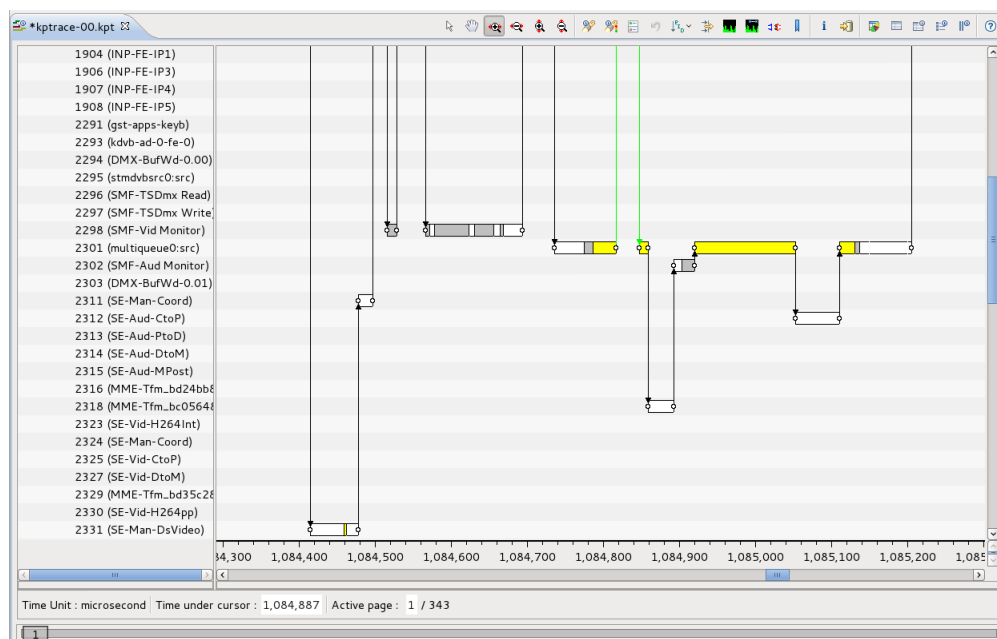 *kptrace-00.kpt
1904 (INP-FE-IP1)
1906 (INP-FE-IP3)
1907 (INP-FE-IP4)
1908 (INP-FE-IP5)
2291 (gst-apps-keyb)
2293 (kdvb-ad-0-fe-0)
2294 (DMX-BufWd-0.00)
2295 (stmdvbsrc0:src)
2296 (SMF-TSDmx Read)
2297 (SMF-TSDmx Write
2298 (SMF-Vid Monitor)
2301 (multiqueue0:src)
2302 (SMF-Aud Monitor)
2303 (DMX-BufWd-0.01)
2311 (SE-Man-Coord)
2312 (SE-Aud-CtoP)
2313 (SE-Aud-PtoD)
2314 (SE-Aud-DtoM)
2315 (SE-Aud-MPost)
2316 (MME-Tfm_bd24bb8
2318 (MME-Tfm_bc05648
2323 (SE-Vid-H264Int)
2324 (SE-Man-Coord)
2325 (SE-Vid-CtoP)
2327 (SE-Vid-DtoM)
2329 (MME-Tfm_bd35c28
2330 (SE-Vid-H264pp)
2331 (SE-Man-DsVideo)
4,300 1,084,400 1,084,500 1,084,600 1,084,700 1,084,800 1,084,900 1,085,000 1,085,100 1,085,200 1,085
Time Unit : microsecond Time under cursor : 1,084,887 Active page : 1 / 343
1